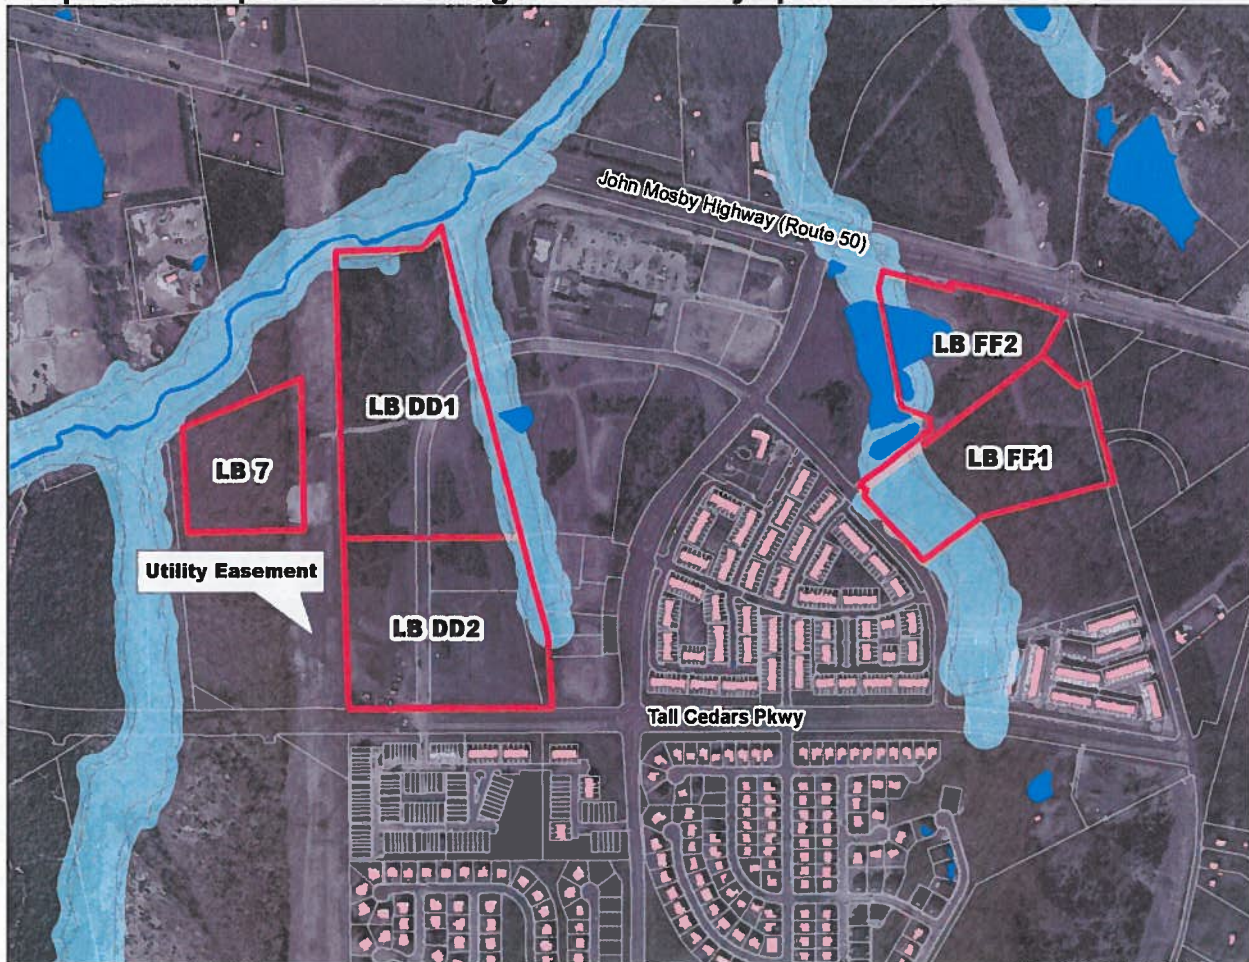 John Mosby Highway (Route 50)
LB FF2
LB DD1
LB 7
LB FF1
Utility Easement
LB DD2
Tall Cedars Pkwy